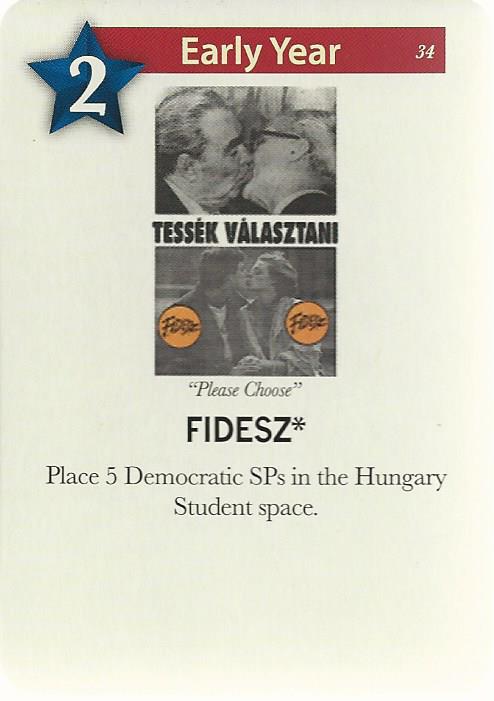 2
Early Year
34
TESSÉK VÁLASZTANI
FIDESZ FIDESZ
“Please Choose”
FIDESZ*
Place 5 Democratic SPs in the Hungary
Student space.